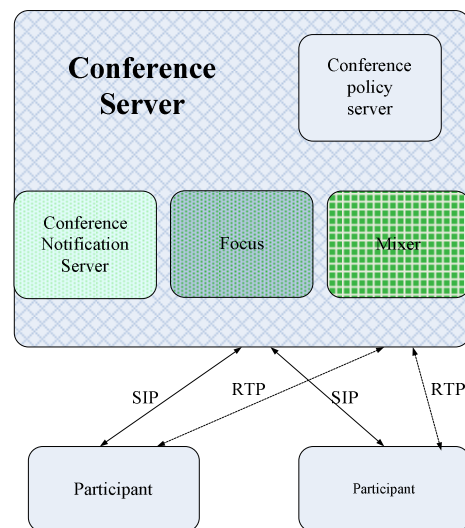 Conference
Server
Conference
policy
server
Conference
Notification
Server
Focus
Mixer
SIP
RTP
SIP
RTP
Participant
Participant